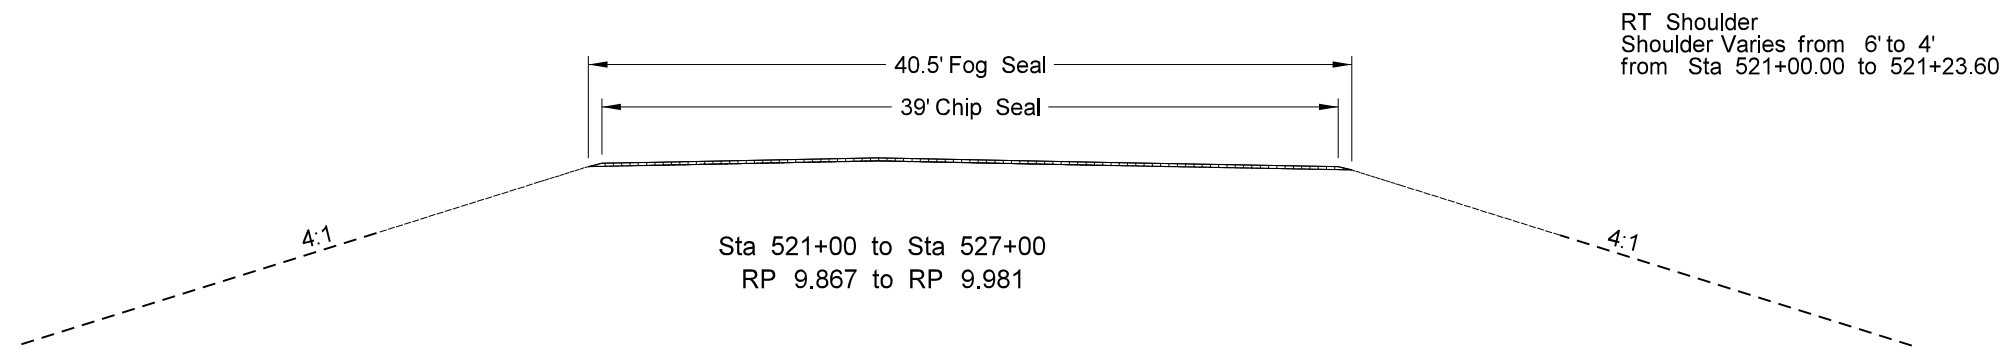 RT Shoulder
Shoulder Varies from 6' to 4'
from Sta 521+00.00 to 521+23.60
40.5' Fog Seal
39' Chip Seal
4:1
4:1
Sta 521+00 to Sta 527+00
RP 9.867 to RP 9.981